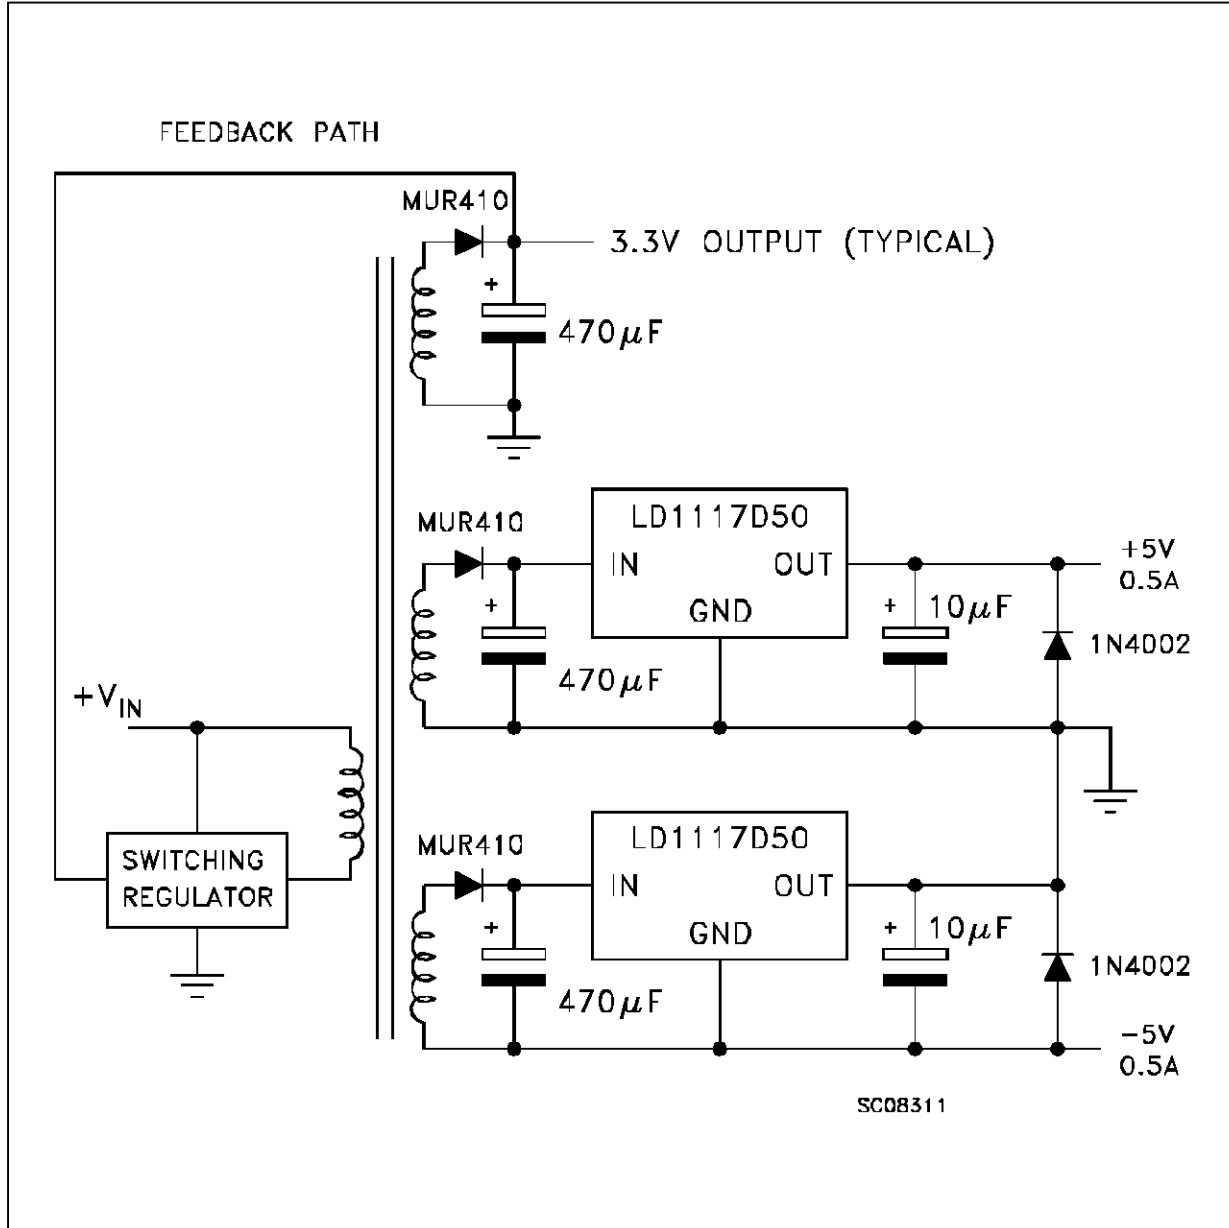 FEEDBACK PATH
MUR410
3.3V OUTPUT (TYPICAL)
+
470μF
LD1117D50
MUR410
IN
OUT
GND
+5V
0.5A
+
470μF
+
10μF
1N4002
+VIN
SWITCHING
REGULATOR
LD1117D50
MUR410
IN
OUT
GND
+
470μF
+
10μF
1N4002
-5V
0.5A
SC08311